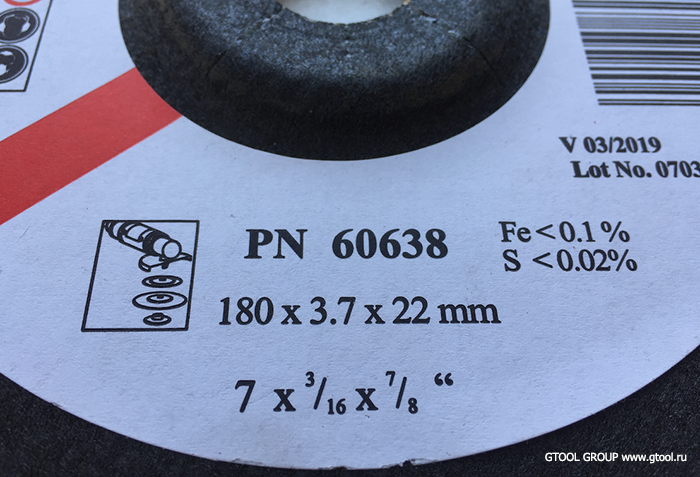 V 03/2019
Lot No. 0703
PN 60638
Fe<0.1%
S <0.02%
180 x 3.7 x 22 mm
7 x 3/16 x 7/8 “
GTOOL GROUP www.gtool.ru